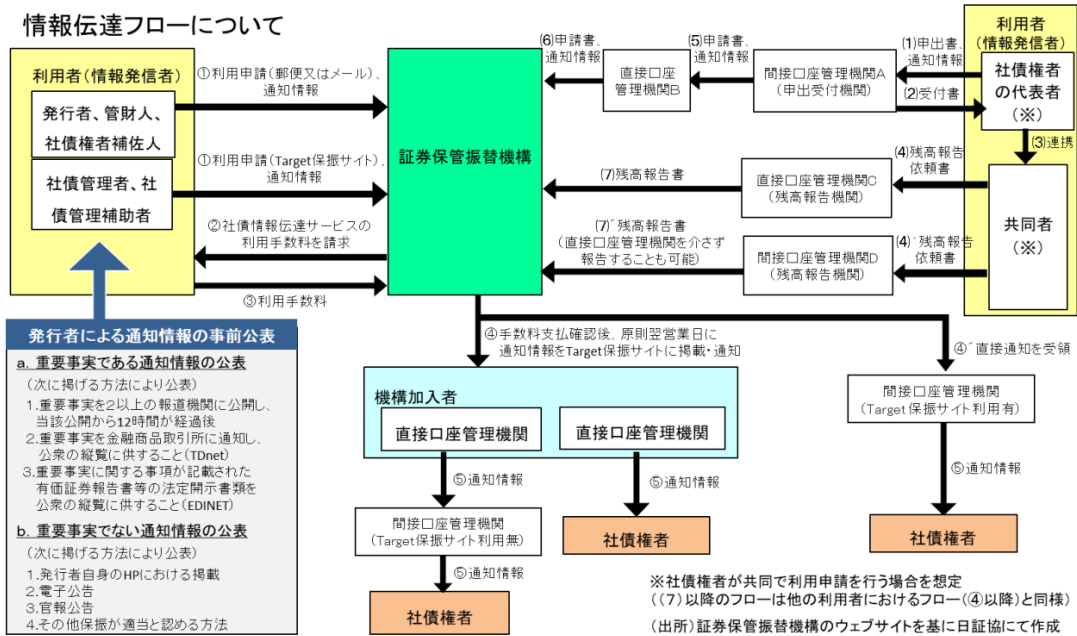 情報伝達フローについて
利用者(情報発信者)
発行者、管財人、
社債権者補佐人
社債管理者、社
債管理補助者
①利用申請(郵便又はメール)、
通知情報
①利用申請(Target保振サイト)、
通知情報
②社債情報伝達サービスの
利用手数料を請求
③利用手数料
証券保管振替機構
(6)申請書、
通知情報
直接口座
管理機関B
(5)申請書、
通知情報
間接口座管理機関A
(申出受付機関)
(1)申出書、
通知情報
(2)受付書
利用者
(情報発信者)
社債権者
の代表者
(※)
(3)連携
共同者
(※)
(4)残高報告
依頼書
直接口座管理機関C
(残高報告機関)
(7)残高報告書
(4)´残高報告
依頼書
間接口座管理機関D
(残高報告機関)
(7)´残高報告書
(直接口座管理機関を介さず
報告することも可能)
発行者による通知情報の事前公表
a. 重要事実である通知情報の公表
(次に掲げる方法により公表)
1.重要事実を2以上の報道機関に公開し、
当該公開から12時間が経過後
2.重要事実を金融商品取引所に通知し、
公衆の縦覧に供すること(TDnet)
3.重要事実に関する事項が記載された
有価証券報告書等の法定開示書類を
公衆の縦覧に供すること(EDINET)
b. 重要事実でない通知情報の公表
(次に掲げる方法により公表)
1.発行者自身のHPにおける掲載
2.電子公告
3.官報公告
4.その他保振が適当と認める方法
④手数料支払確認後、原則翌営業日に
通知情報をTarget保振サイトに掲載・通知
④´直接通知を受領
機構加入者
直接口座管理機関
直接口座管理機関
間接口座管理機関
(Target保振サイト利用有)
⑤通知情報
⑤通知情報
⑤通知情報
間接口座管理機関
(Target保振サイト利用無)
社債権者
社債権者
⑤通知情報
社債権者
※社債権者が共同で利用申請を行う場合を想定
((7)以降のフローは他の利用者におけるフロー(④以降)と同様)
(出所)証券保管振替機構のウェブサイトを基に日証協にて作成